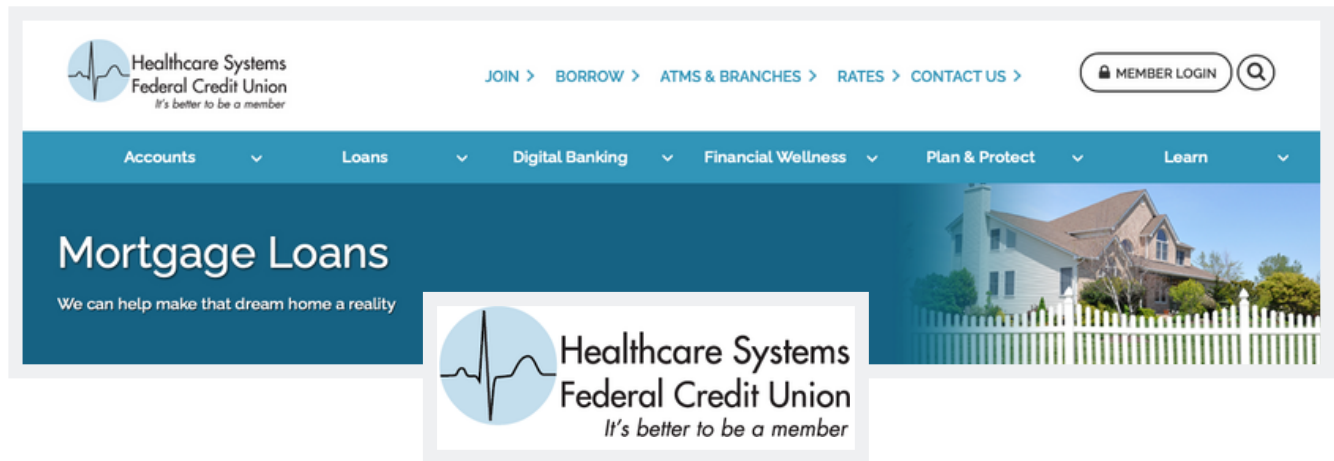 Healthcare Systems
Federal Credit Union
It's better to be a member
JOIN > BORROW > ATMS & BRANCHES > RATES > CONTACT US >
MEMBER LOGIN
Accounts Loans Digital Banking Financial Wellness Plan & Protect Learn
Mortgage Loans
We can help make that dream home a reality
Healthcare Systems
Federal Credit Union
It's better to be a member